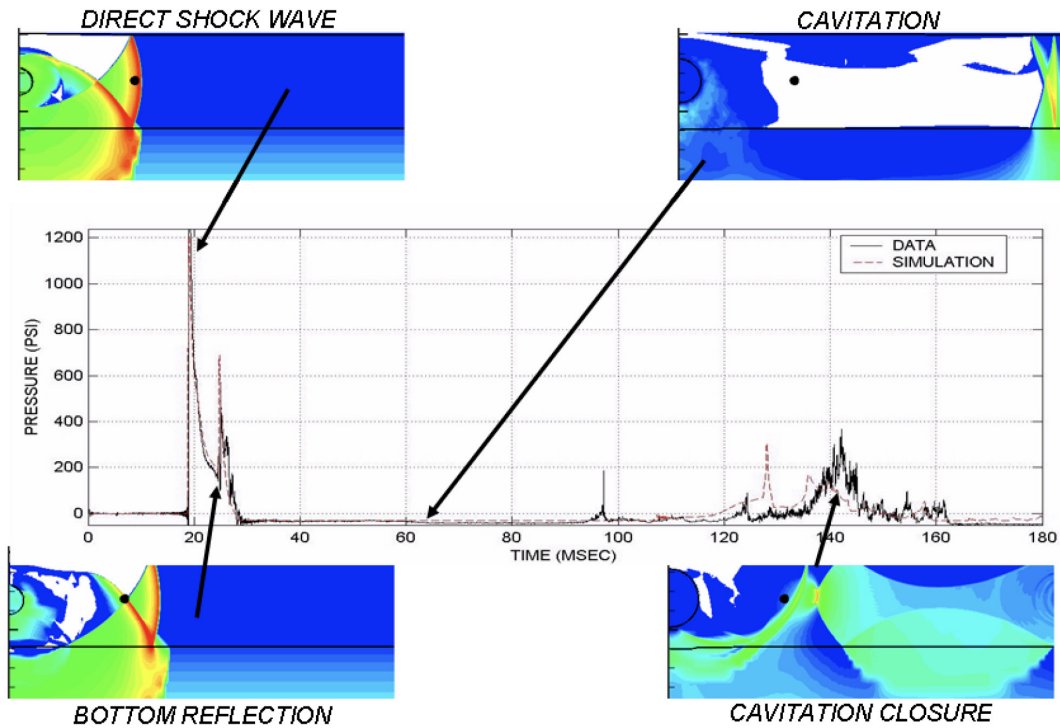 DIRECT SHOCK WAVE
CAVITATION
1200
1000
800
600
400
200
0
PRESSURE (PSI)
DATA
SIMULATION
0 20 40 60 80 100 120 140 160 180
TIME (MSEC)
BOTTOM REFLECTION
CAVITATION CLOSURE